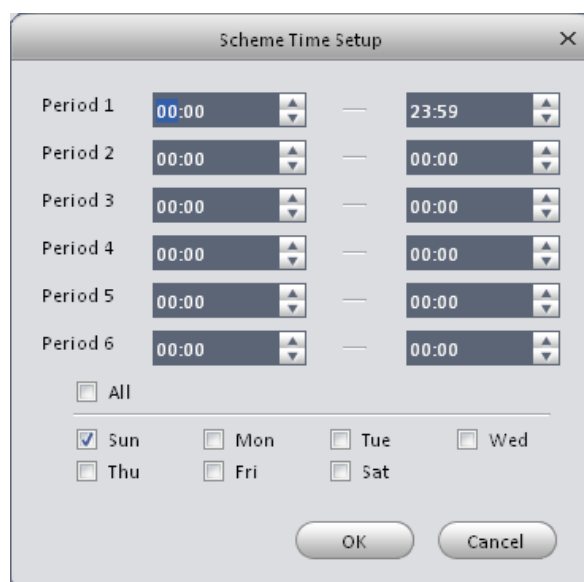 Scheme Time Setup
Period 1 00:00 — 23:59
Period 2 00:00 — 00:00
Period 3 00:00 — 00:00
Period 4 00:00 — 00:00
Period 5 00:00 — 00:00
Period 6 00:00 — 00:00
All
Sun Mon Tue Wed
Thu Fri Sat
OK Cancel